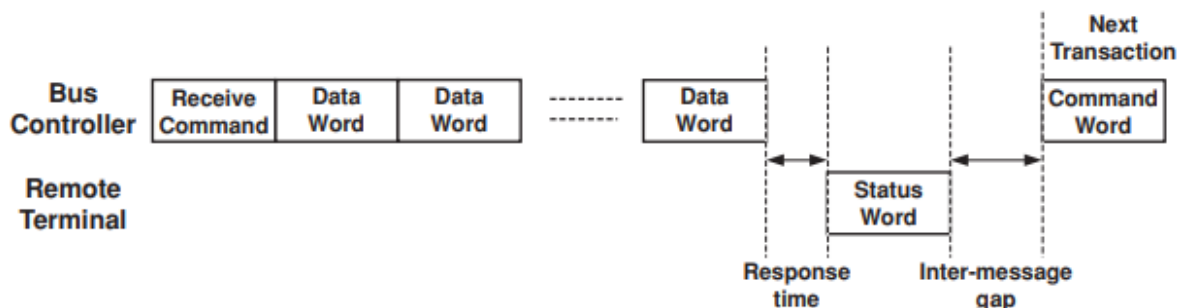 Next
Transaction
Bus
Controller
Receive
Command
Data
Word
Data
Word
Data
Word
Command
Word
Remote
Terminal
Status
Word
Response
time
Inter-message
gap